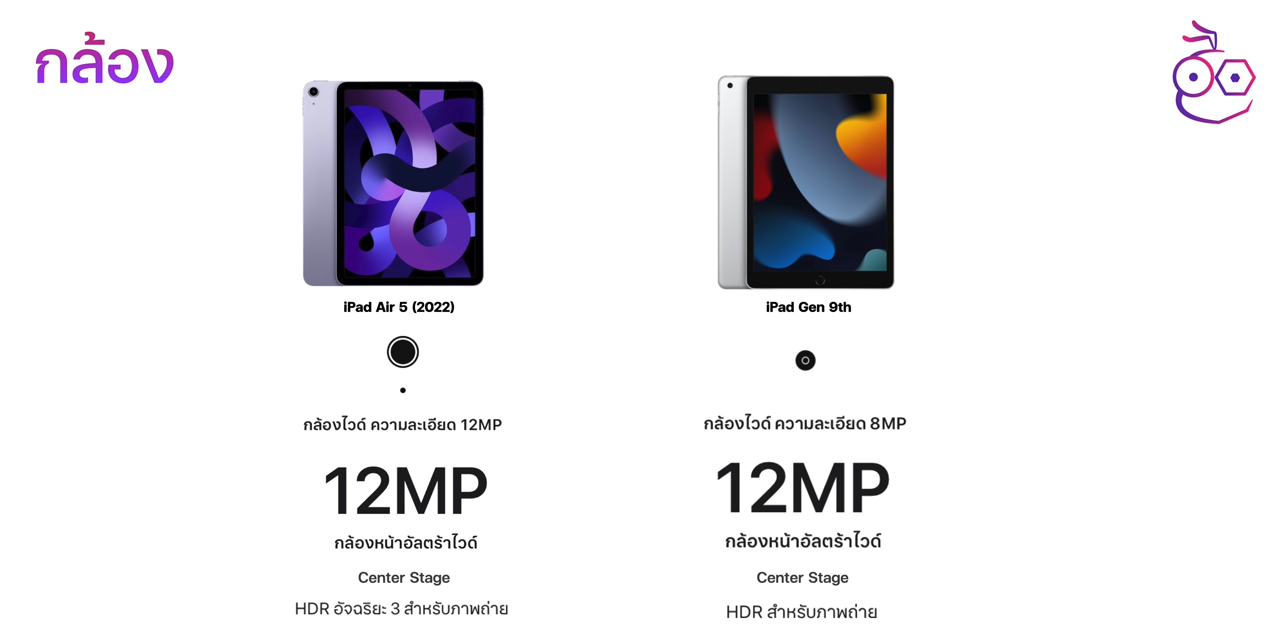 กล้อง
iPad Air 5 (2022)
กล้องไวด์ ความละเอียด 12MP
12MP
กล้องหน้าอัลตร้าไวด์
Center Stage
HDR อัจฉริยะ 3 สำหรับภาพถ่าย
iPad Gen 9th
กล้องไวด์ ความละเอียด 8MP
12MP
กล้องหน้าอัลตร้าไวด์
Center Stage
HDR สำหรับภาพถ่าย